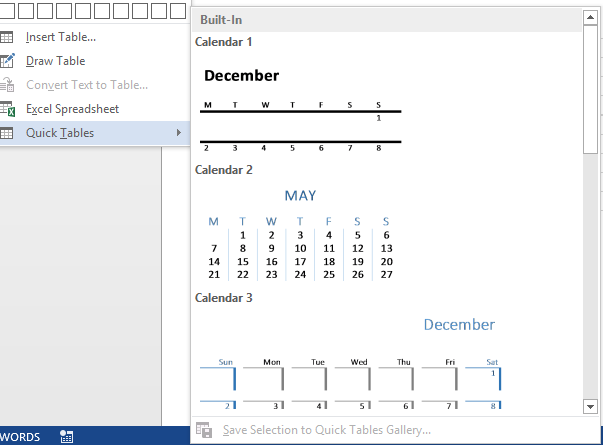 Insert Table...
Draw Table
Convert Text to Table...
Excel Spreadsheet
Quick Tables
Built-In
Calendar 1
December
M T W T F S S
1
2 3 4 5 6 7 8
Calendar 2
MAY
M T W T F S S
1 2 3 4 5 6
7 8 9 10 11 12 13
14 15 16 17 18 19 20
21 22 23 24 25 26 27
Calendar 3
December
Sun Mon Tue Wed Thu Fri Sat
1
2 3 4 5 6 7 8
Save Selection to Quick Tables Gallery...
WORDS